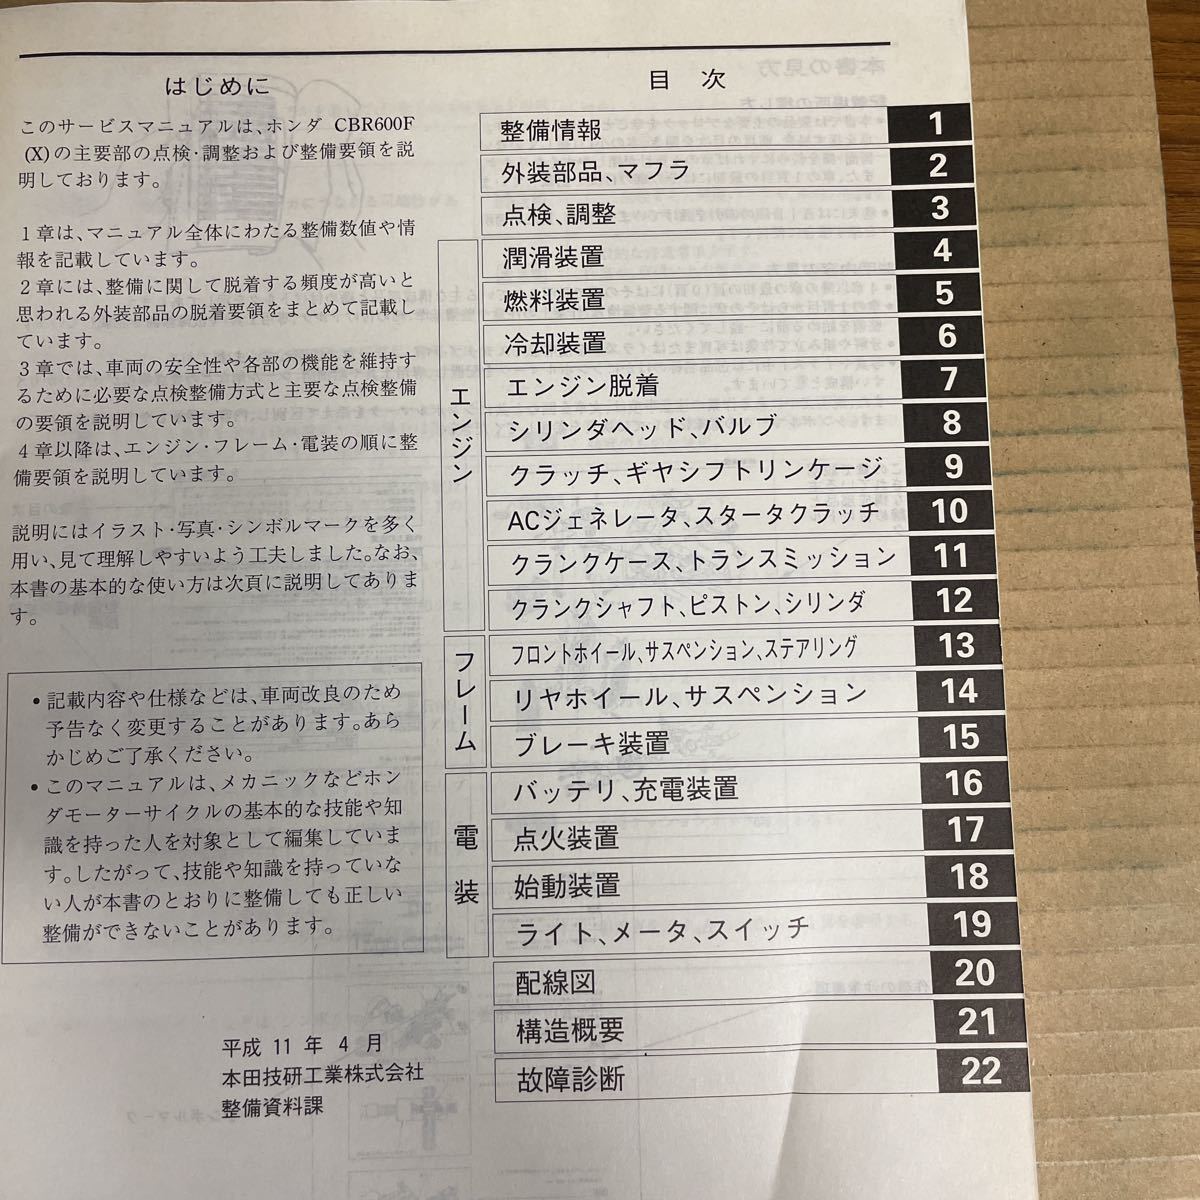 はじめに
このサービスマニュアルは、ホンダ CBR600F
(X)の主要部の点検・調整および整備要領を説
明しております。
1章は、マニュアル全体にわたる整備数値や情
報を記載しています。
2章には、整備に関して脱着する頻度が高いと
思われる外装部品の脱着要領をまとめて記載し
ています。
3章では、車両の安全性や各部の機能を維持す
るために必要な点検整備方式と主要な点検整備
の要領を説明しています。
4章以降は、エンジン・フレーム・電装の順に整
備要領を説明しています。
説明にはイラスト・写真・シンボルマークを多く
用い、見て理解しやすいよう工夫しました。なお、
本書の基本的な使い方は次頁に説明してありま
す。
• 記載内容や仕様などは、車両改良のため
予告なく変更することがあります。あら
かじめご了承ください。
• このマニュアルは、メカニックなどホン
ダモーターサイクルの基本的な技能や知
識を持った人を対象として編集していま
す。したがって、技能や知識を持っていな
い人が本書のとおりに整備しても正しい
整備ができないことがあります。
平成 11 年 4 月
本田技研工業株式会社
整備資料課
目 次
整備情報 1
外装部品、マフラ 2
点検、調整 3
エンジン
潤滑装置 4
燃料装置 5
冷却装置 6
エンジン脱着 7
シリンダヘッド、バルブ 8
クラッチ、ギヤシフトリンケージ 9
ACジェネレータ、スタータクラッチ 10
クランクケース、トランスミッション 11
クランクシャフト、ピストン、シリンダ 12
フレーム
フロントホイール、サスペンション、ステアリング 13
リヤホイール、サスペンション 14
ブレーキ装置 15
電装
バッテリ、充電装置 16
点火装置 17
始動装置 18
ライト、メータ、スイッチ 19
配線図 20
構造概要 21
故障診断 22